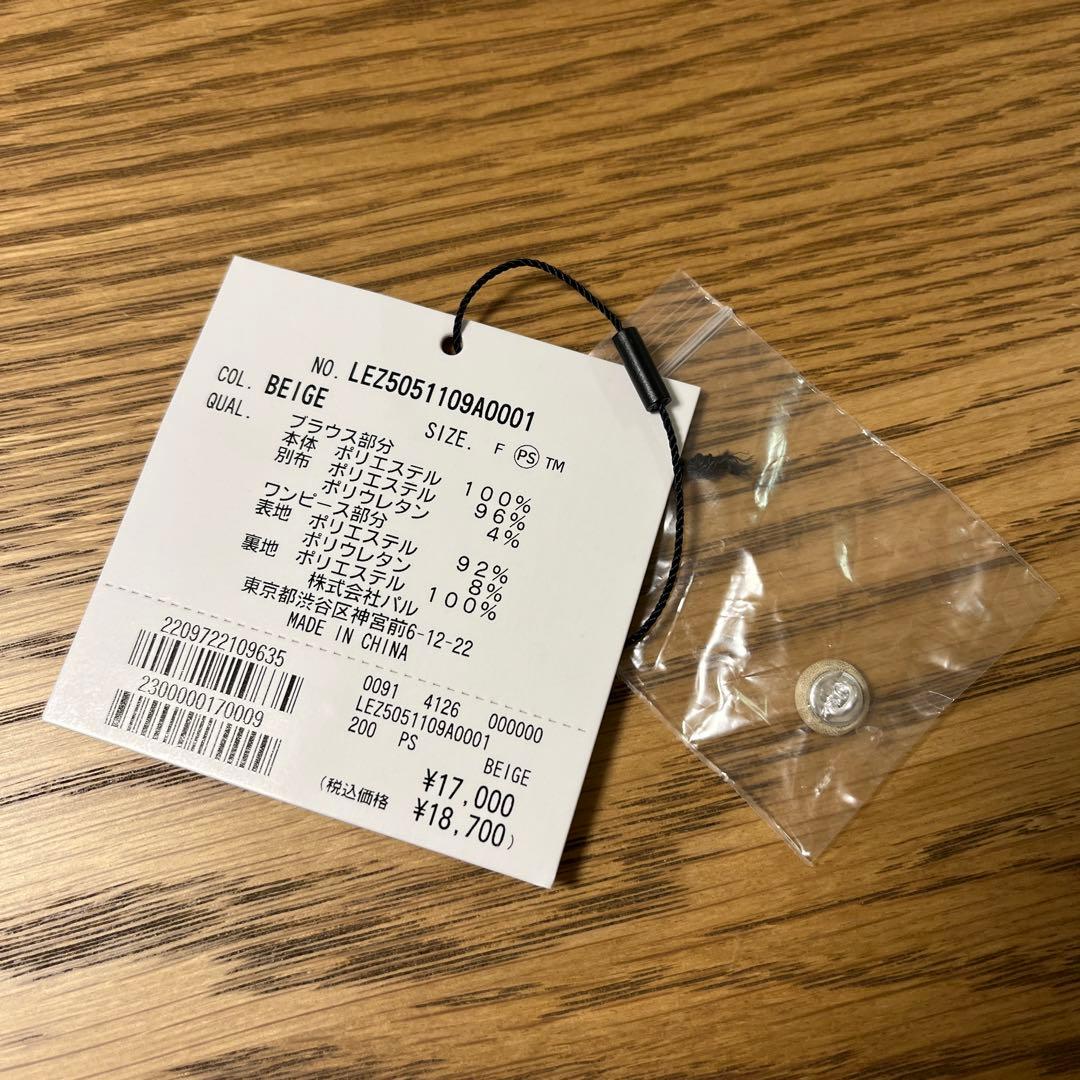 NO. LEZ5051109A0001
COL. BEIGE
SIZE. F PS TM
QUAL.
ブラウス部分
本体 ポリエステル 100%
別布 ポリエステル 96%
ポリウレタン 4%
ワンピース部分
表地 ポリエステル 92%
ポリウレタン 8%
裏地 ポリエステル 100%
株式会社パル
東京都渋谷区神宮前6-12-22
MADE IN CHINA
2209722109635
2300000170009
0091 4126 000000
LEZ5051109A0001
200 PS BEIGE
¥17,000
(税込価格 ¥18,700)